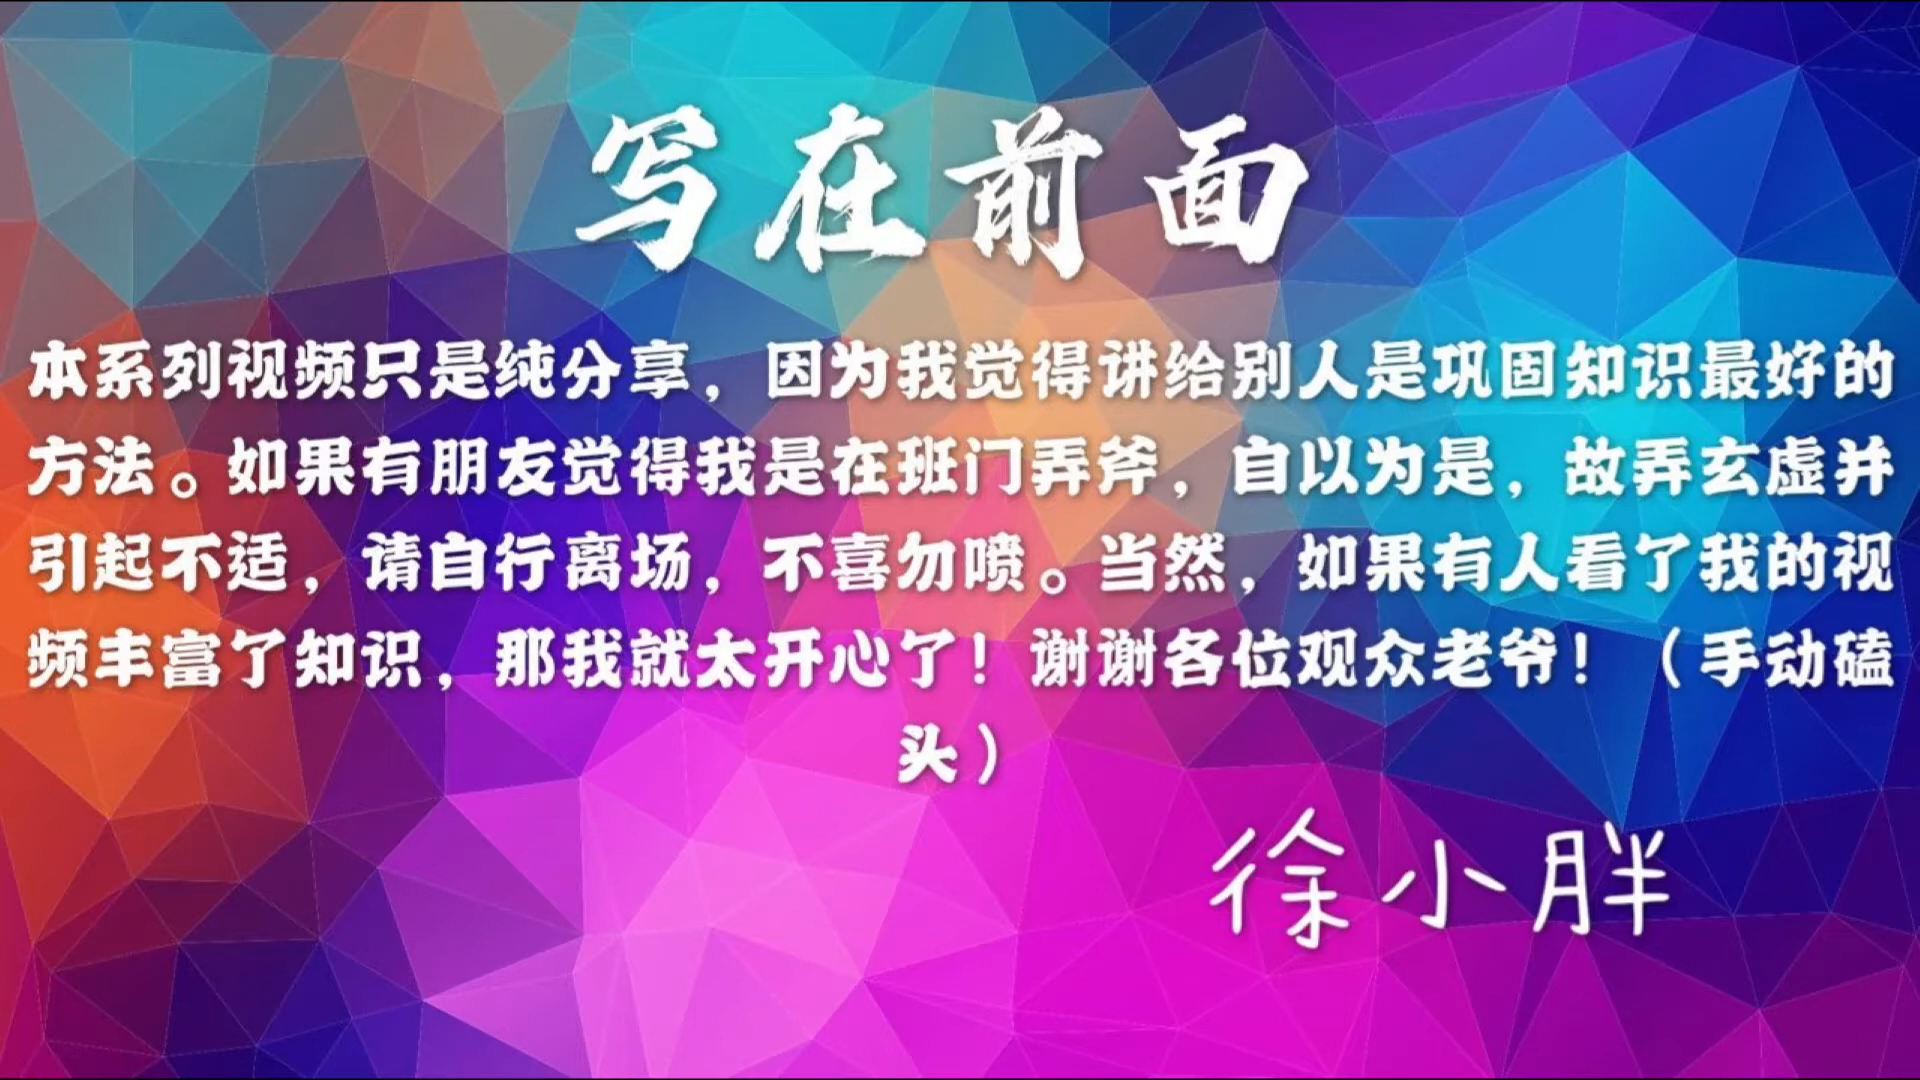 写在前面
本系列视频只是纯分享，因为我觉得讲给别人是巩固知识最好的
方法。如果有朋友觉得我是在班门弄斧，自以为是，故弄玄虚并
引起不适，请自行离场，不喜勿喷。当然，如果有人看了我的视
频丰富了知识，那我就太开心了！谢谢各位观众老爷！（手动磕
头）
徐小胖